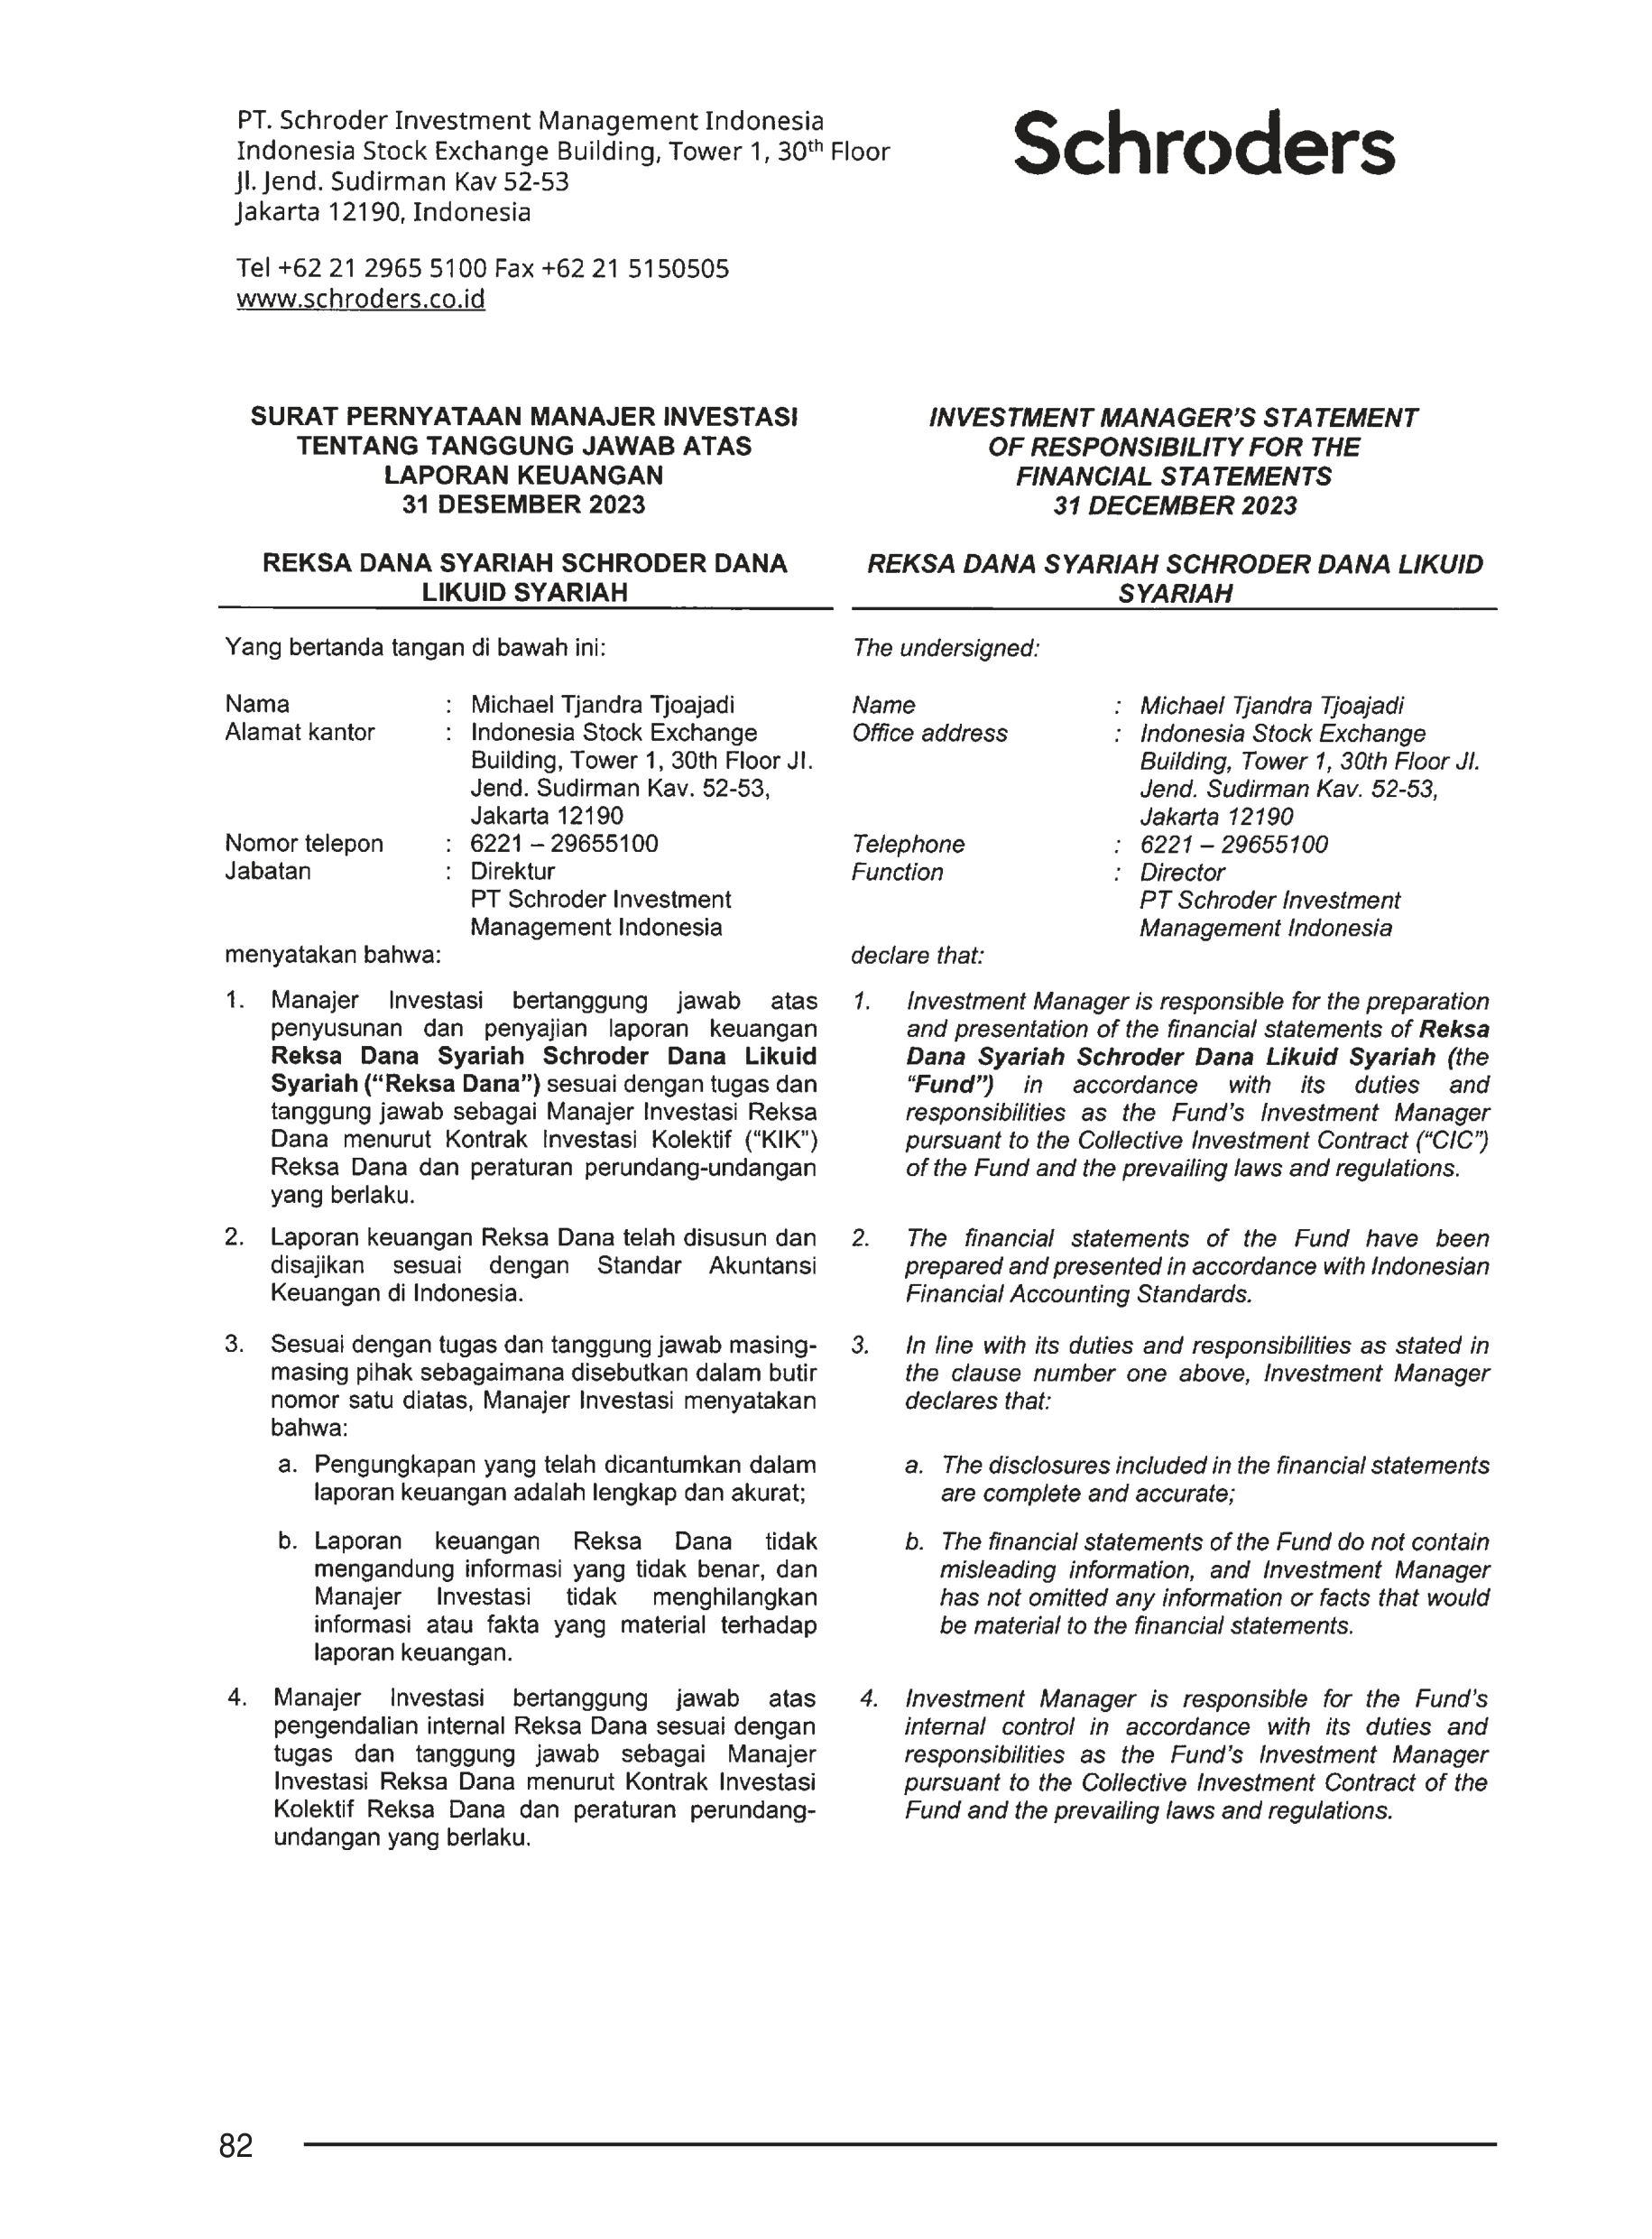 PT. Schroder Investment Management Indonesia
Indonesia Stock Exchange Building, Tower 1, 30th Floor
Jl. Jend. Sudirman Kav 52-53
Jakarta 12190, Indonesia
Tel +62 21 2965 5100 Fax +62 21 5150505
www.schroders.co.id
Schroders
SURAT PERNYATAAN MANAJER INVESTASI
TENTANG TANGGUNG JAWAB ATAS
LAPORAN KEUANGAN
31 DESEMBER 2023
REKSA DANA SYARIAH SCHRODER DANA
LIKUID SYARIAH
Yang bertanda tangan di bawah ini:
Nama : Michael Tjandra Tjoajadi
Alamat kantor : Indonesia Stock Exchange
Building, Tower 1, 30th Floor Jl.
Jend. Sudirman Kav. 52-53,
Jakarta 12190
Nomor telepon : 6221 – 29655100
Jabatan : Direktur
PT Schroder Investment
Management Indonesia
menyatakan bahwa:
1. Manajer Investasi bertanggung jawab atas
penyusunan dan penyajian laporan keuangan
Reksa Dana Syariah Schroder Dana Likuid
Syariah (“Reksa Dana”) sesuai dengan tugas dan
tanggung jawab sebagai Manajer Investasi Reksa
Dana menurut Kontrak Investasi Kolektif (“KIK”)
Reksa Dana dan peraturan perundang-undangan
yang berlaku.
2. Laporan keuangan Reksa Dana telah disusun dan
disajikan sesuai dengan Standar Akuntansi
Keuangan di Indonesia.
3. Sesuai dengan tugas dan tanggung jawab masing-
masing pihak sebagaimana disebutkan dalam butir
nomor satu diatas, Manajer Investasi menyatakan
bahwa:
a. Pengungkapan yang telah dicantumkan dalam
laporan keuangan adalah lengkap dan akurat;
b. Laporan keuangan Reksa Dana tidak
mengandung informasi yang tidak benar, dan
Manajer Investasi tidak menghilangkan
informasi atau fakta yang material terhadap
laporan keuangan.
4. Manajer Investasi bertanggung jawab atas
pengendalian internal Reksa Dana sesuai dengan
tugas dan tanggung jawab sebagai Manajer
Investasi Reksa Dana menurut Kontrak Investasi
Kolektif Reksa Dana dan peraturan perundang-
undangan yang berlaku.
INVESTMENT MANAGER’S STATEMENT
OF RESPONSIBILITY FOR THE
FINANCIAL STATEMENTS
31 DECEMBER 2023
REKSA DANA SYARIAH SCHRODER DANA LIKUID
SYARIAH
The undersigned:
Name : Michael Tjandra Tjoajadi
Office address : Indonesia Stock Exchange
Building, Tower 1, 30th Floor Jl.
Jend. Sudirman Kav. 52-53,
Jakarta 12190
Telephone : 6221 – 29655100
Function : Director
PT Schroder Investment
Management Indonesia
declare that:
1. Investment Manager is responsible for the preparation
and presentation of the financial statements of Reksa
Dana Syariah Schroder Dana Likuid Syariah (the
“Fund”) in accordance with its duties and
responsibilities as the Fund’s Investment Manager
pursuant to the Collective Investment Contract (“CIC”)
of the Fund and the prevailing laws and regulations.
2. The financial statements of the Fund have been
prepared and presented in accordance with Indonesian
Financial Accounting Standards.
3. In line with its duties and responsibilities as stated in
the clause number one above, Investment Manager
declares that:
a. The disclosures included in the financial statements
are complete and accurate;
b. The financial statements of the Fund do not contain
misleading information, and Investment Manager
has not omitted any information or facts that would
be material to the financial statements.
4. Investment Manager is responsible for the Fund’s
internal control in accordance with its duties and
responsibilities as the Fund’s Investment Manager
pursuant to the Collective Investment Contract of the
Fund and the prevailing laws and regulations.
82